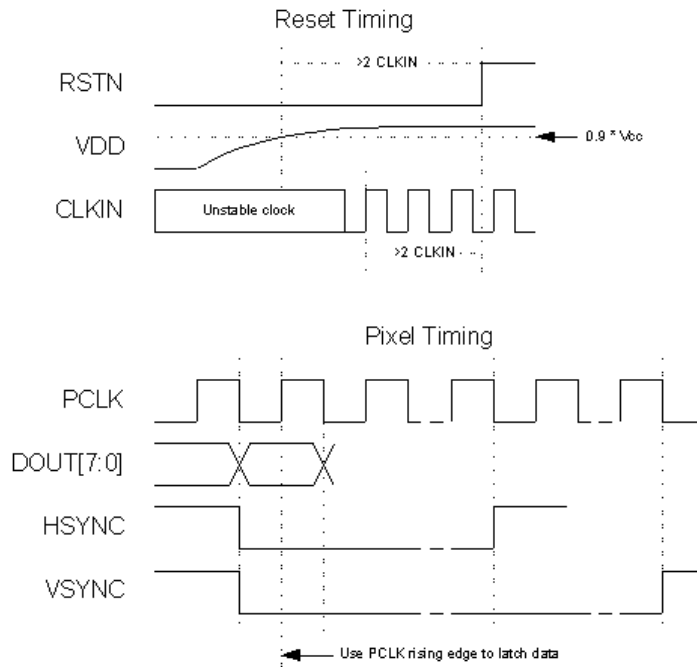 Reset Timing
>2 CLKIN
RSTN
VDD
0.9 * Vcc
CLKIN
Unstable clock
>2 CLKIN
Pixel Timing
PCLK
DOUT[7:0]
HSYNC
VSYNC
Use PCLK rising edge to latch data